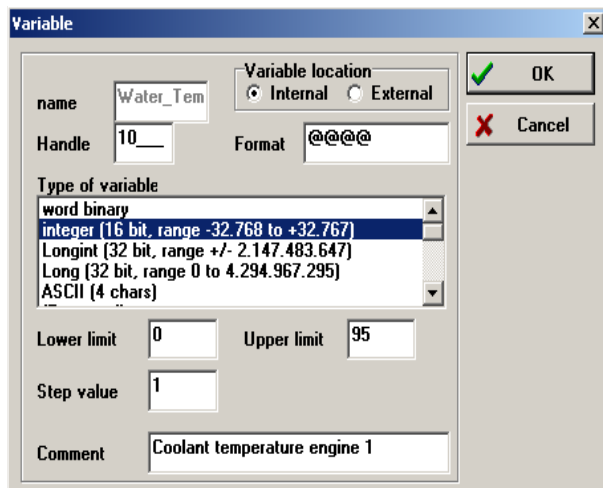 Variable
Variable location
Internal External
name Water_Tem
Handle 10___ Format @@@@
Type of variable
word binary
integer (16 bit, range -32.768 to +32.767)
Longint (32 bit, range +/- 2.147.483.647)
Long (32 bit, range 0 to 4.294.967.295)
ASCII (4 chars)
Lower limit 0 Upper limit 95
Step value 1
Comment Coolant temperature engine 1
OK
Cancel